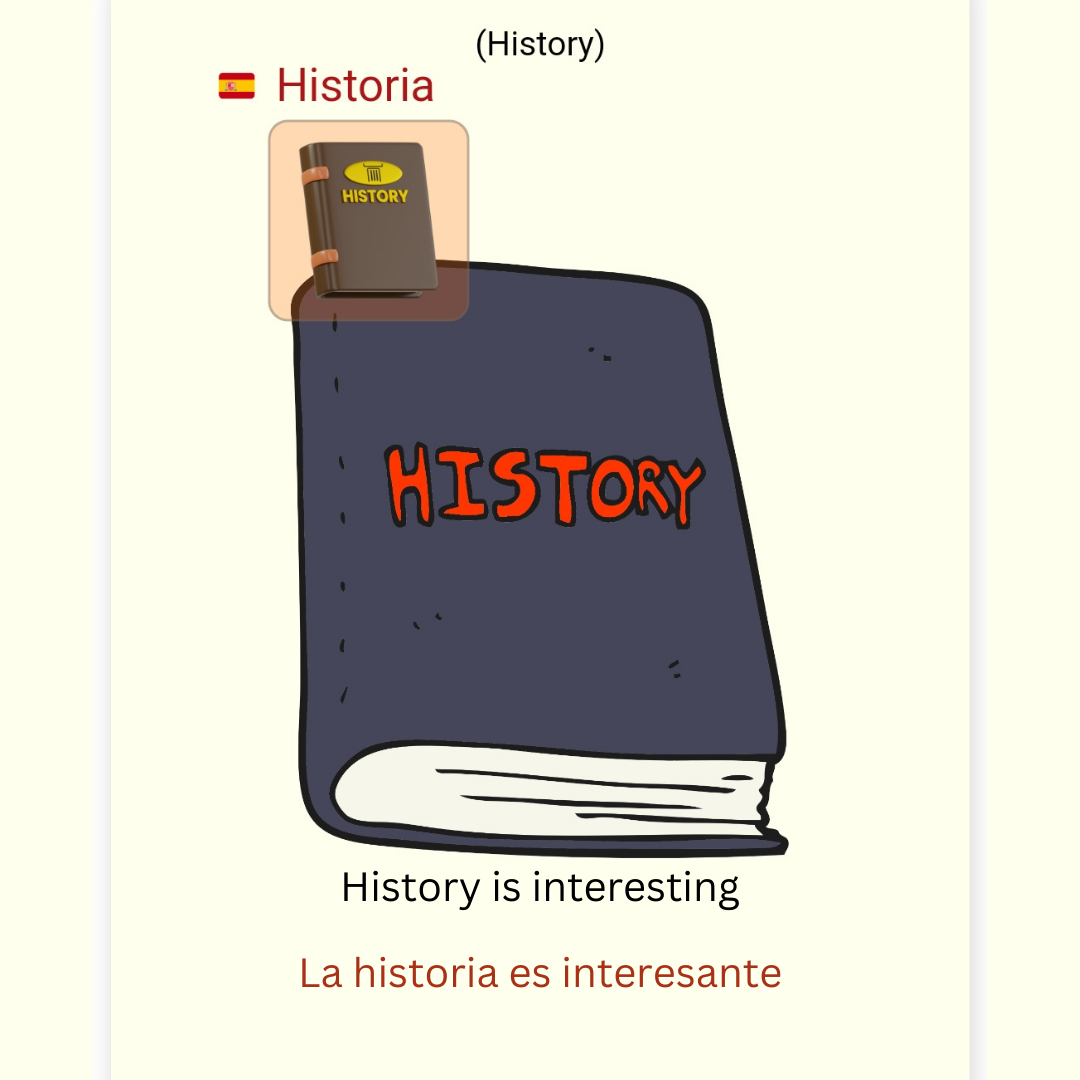 (History)
Historia
HISTORY
HISTORY
History is interesting
La historia es interesante